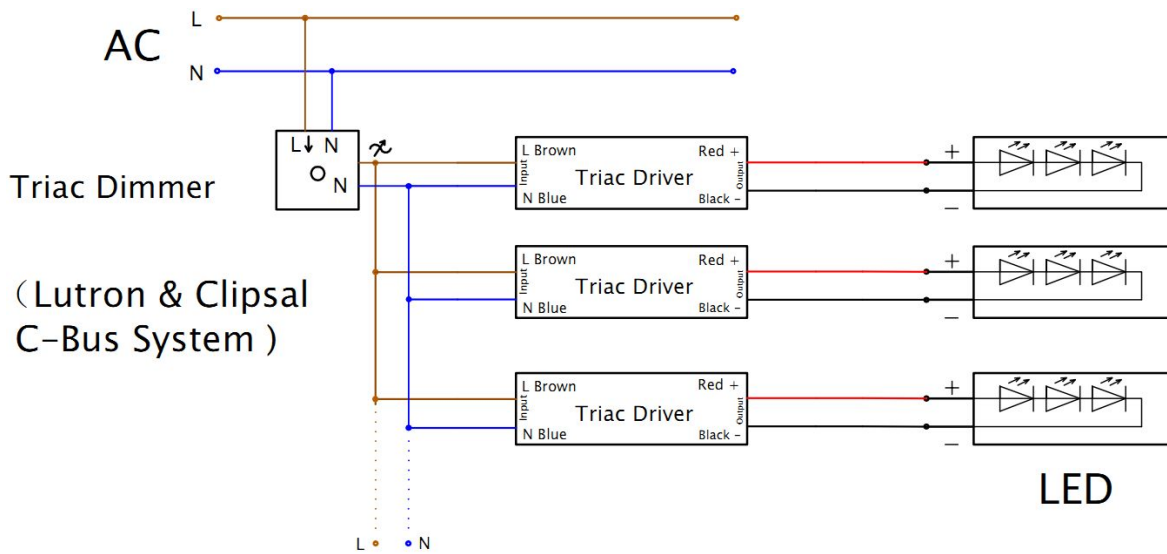 L
AC
N
L↓ N
N
Triac Dimmer
（Lutron & Clipsal
C-Bus System )
L Brown
Input
N Blue
Triac Driver
Red +
Output
Black -
+
−
L Brown
Input
N Blue
Triac Driver
Red +
Output
Black -
+
−
L Brown
Input
N Blue
Triac Driver
Red +
Output
Black -
+
−
LED
L
N